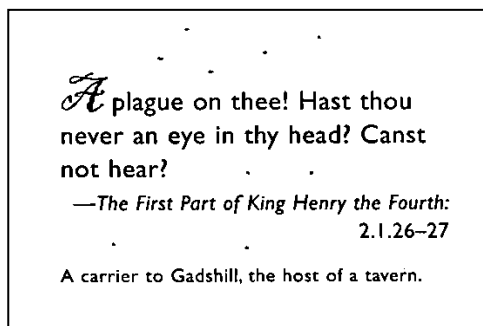 A plague on thee! Hast thou
never an eye in thy head? Canst
not hear?
—The First Part of King Henry the Fourth:
2.1.26–27
A carrier to Gadshill, the host of a tavern.